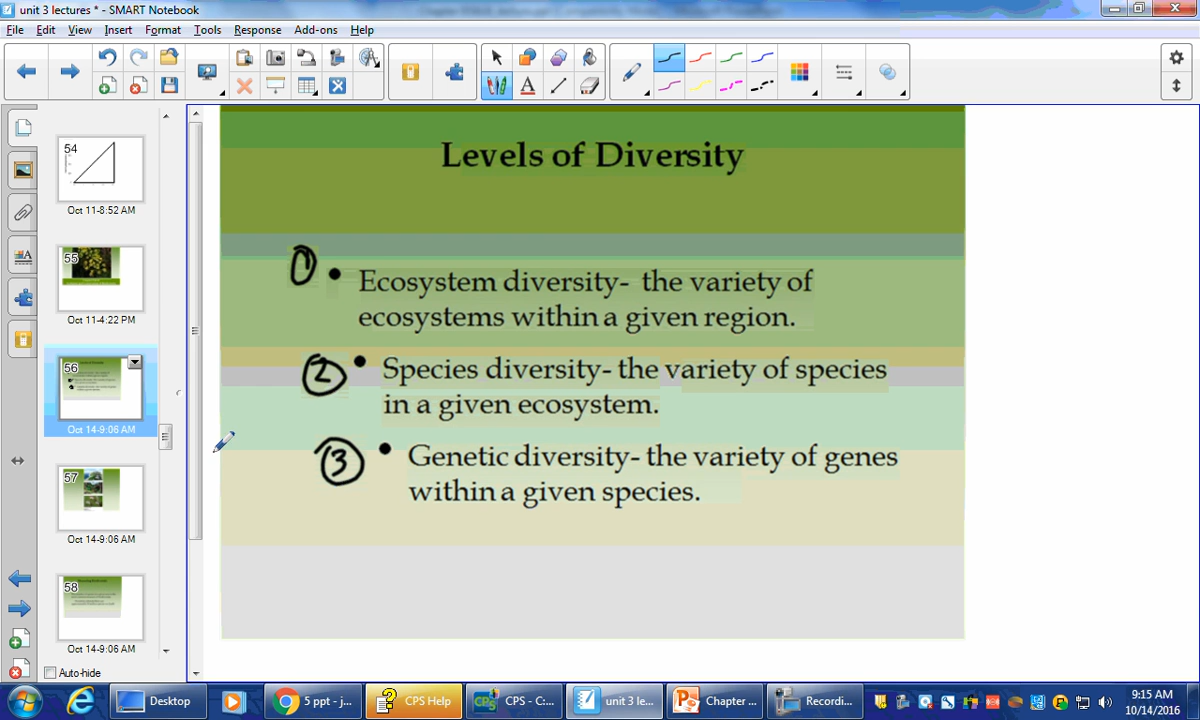 unit 3 lectures * - SMART Notebook
File Edit View Insert Format Tools Response Add-ons Help
54
Oct 11-8:52 AM
55
Oct 11-4:22 PM
56
Oct 14-9:06 AM
57
Oct 14-9:06 AM
58
Oct 14-9:06 AM
Auto-hide
Levels of Diversity
1 • Ecosystem diversity- the variety of
ecosystems within a given region.
2 • Species diversity- the variety of species
in a given ecosystem.
3 • Genetic diversity- the variety of genes
within a given species.
Desktop 5 ppt - j... CPS Help CPS - C:... unit 3 le... Chapter ... Recordi...
9:15 AM
10/14/2016